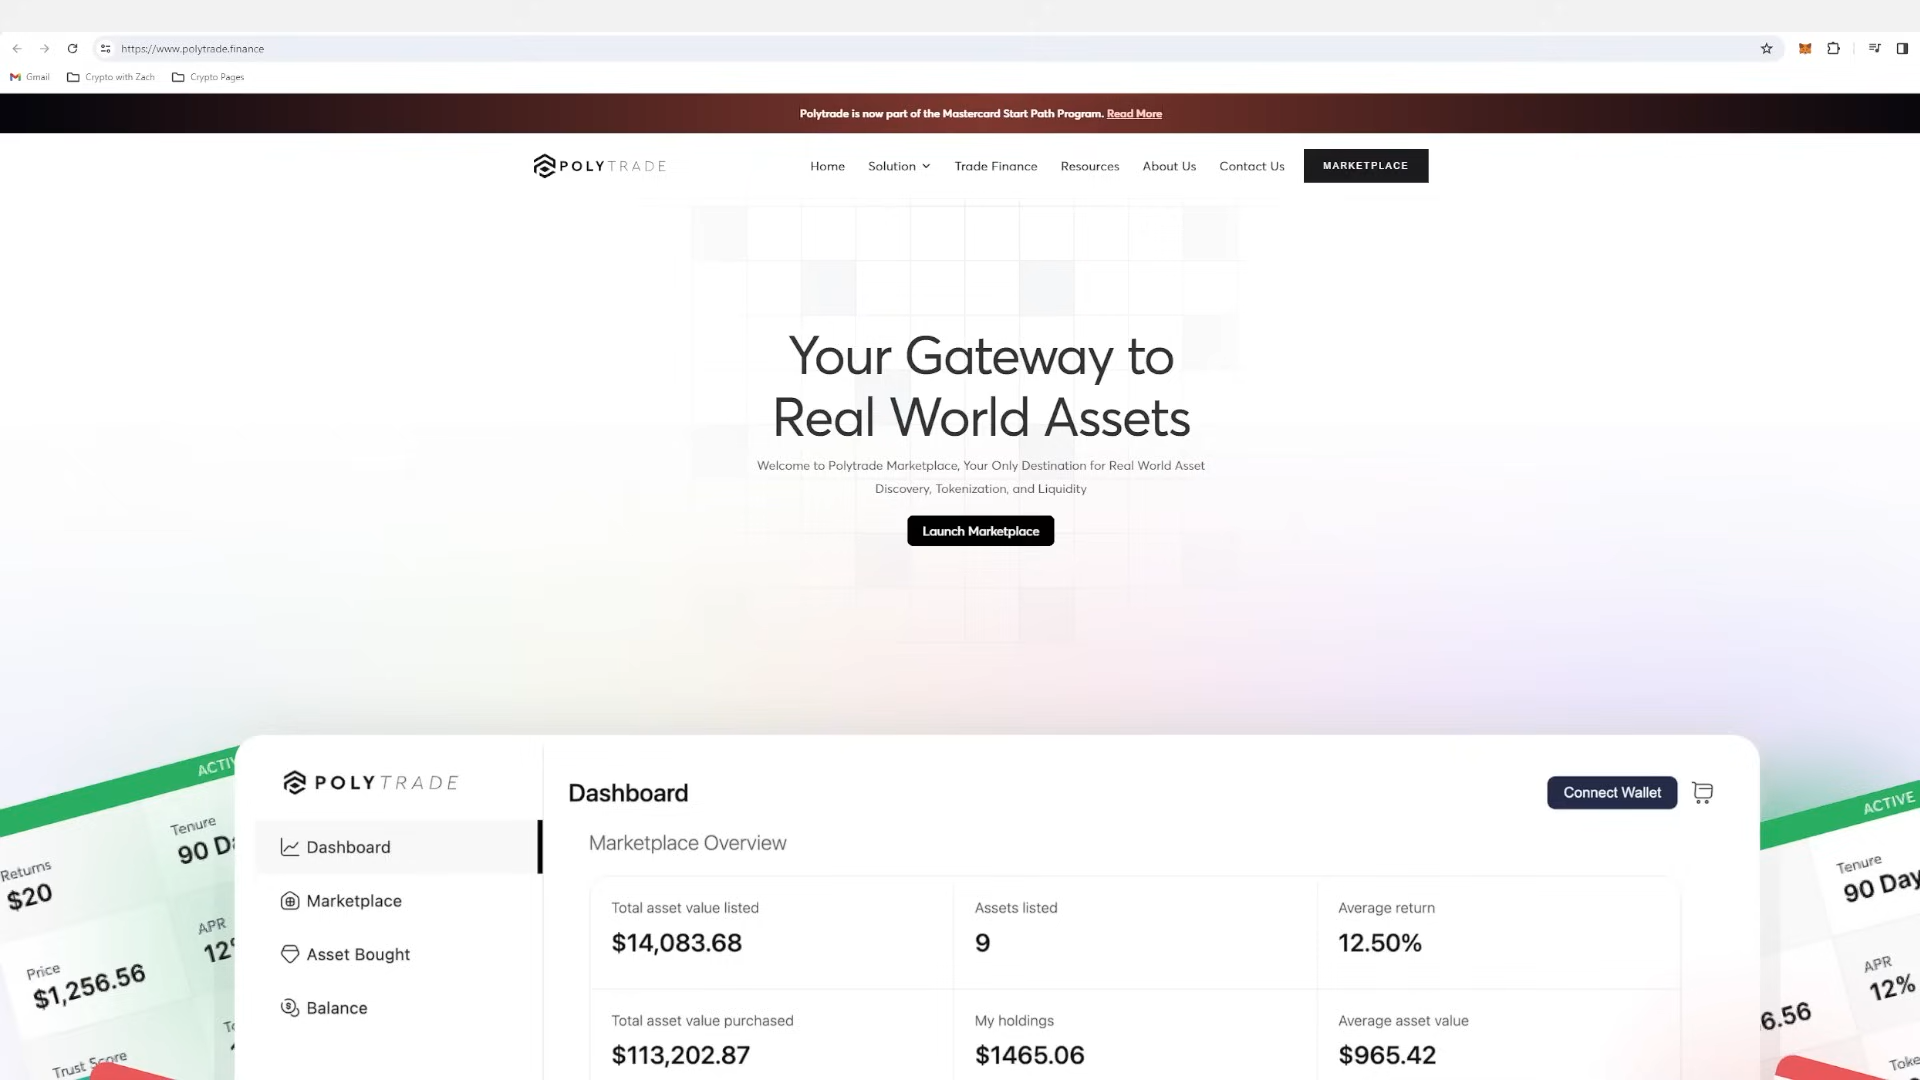 https://www.polytrade.finance
Gmail
Crypto with Zach
Crypto Pages
Polytrade is now part of the Mastercard Start Path Program. Read More
POLYTRADE
Home
Solution
Trade Finance
Resources
About Us
Contact Us
MARKETPLACE
Your Gateway to
Real World Assets
Welcome to Polytrade Marketplace, Your Only Destination for Real World Asset
Discovery, Tokenization, and Liquidity
Launch Marketplace
POLYTRADE
Dashboard
Marketplace
Asset Bought
Balance
Dashboard
Connect Wallet
Marketplace Overview
Total asset value listed
$14,083.68
Assets listed
9
Average return
12.50%
Total asset value purchased
$113,202.87
My holdings
$1465.06
Average asset value
$965.42
Returns
$20
Tenure
90
Price
$1,256.56
APR
Trust Score
ACTIVE
Tenure
90 Day
APR
12%
6.56